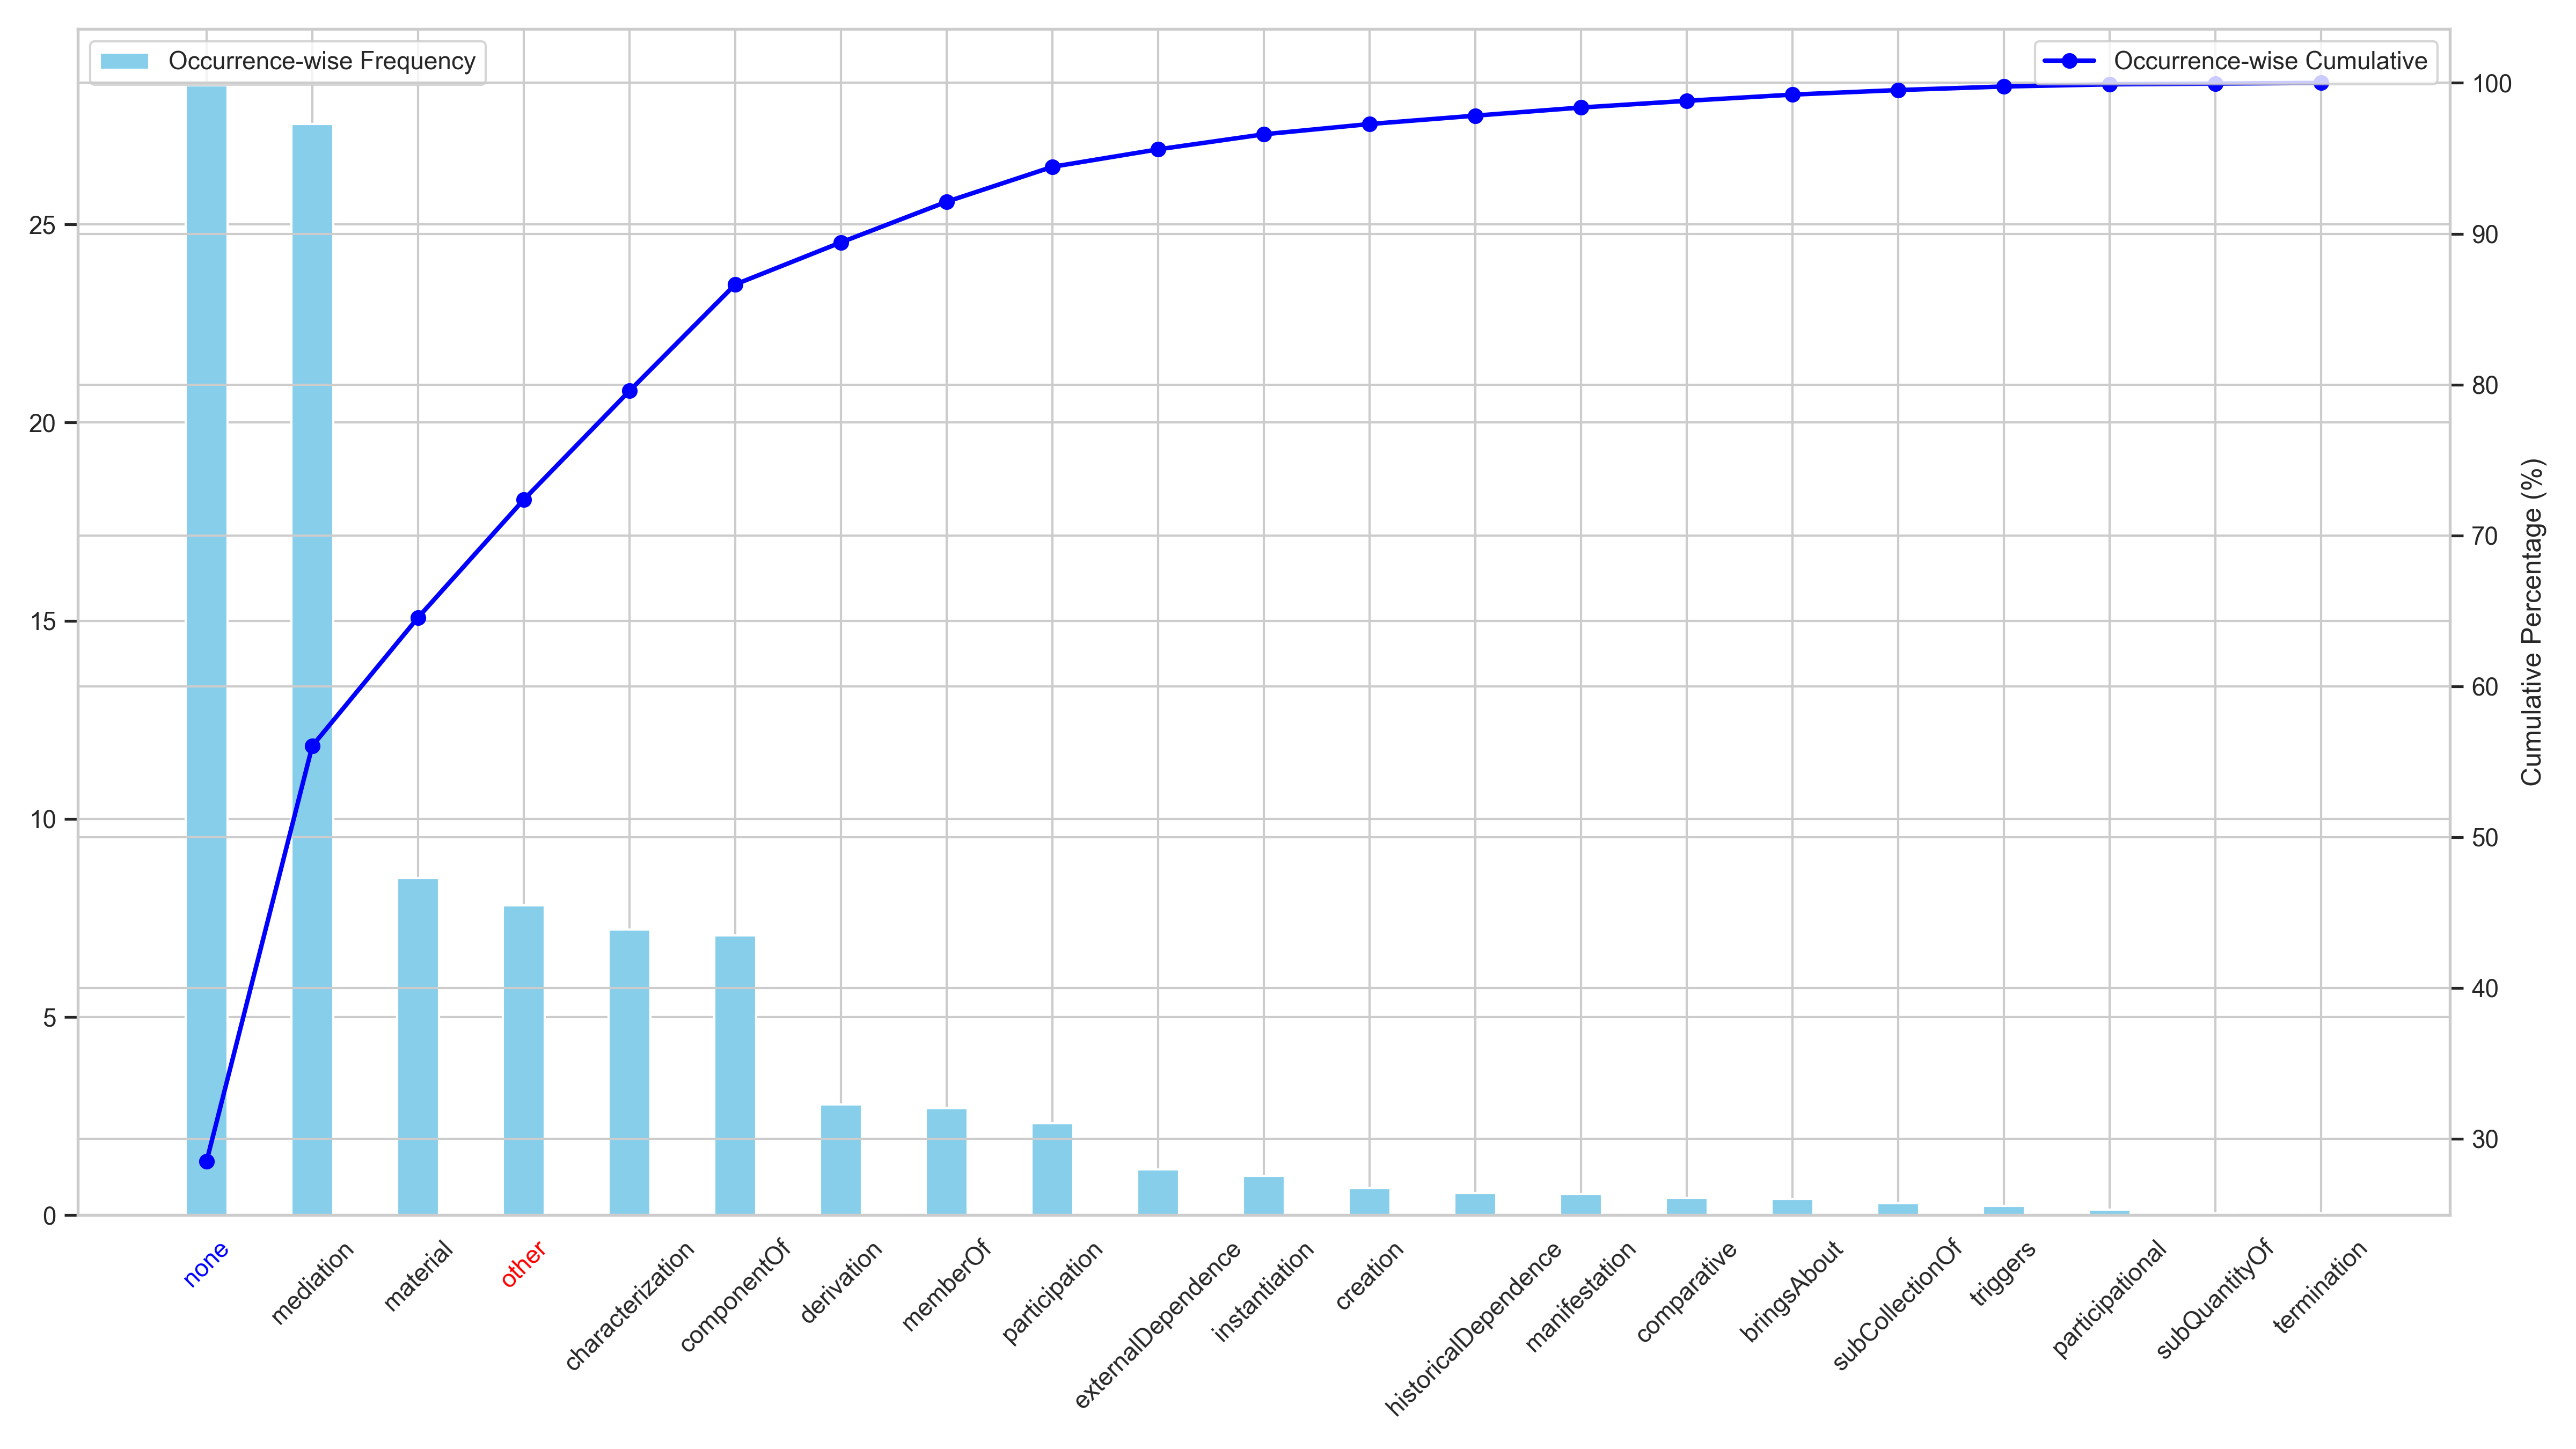 Occurrence-wise Frequency
Occurrence-wise Cumulative
25
20
15
10
5
0
100
90
80
70
60
50
40
30
Cumulative Percentage (%)
none
mediation
material
other
characterization
componentOf
derivation
memberOf
participation
externalDependence
instantiation
creation
historicalDependence
manifestation
comparative
bringsAbout
subCollectionOf
triggers
participational
subQuantityOf
termination